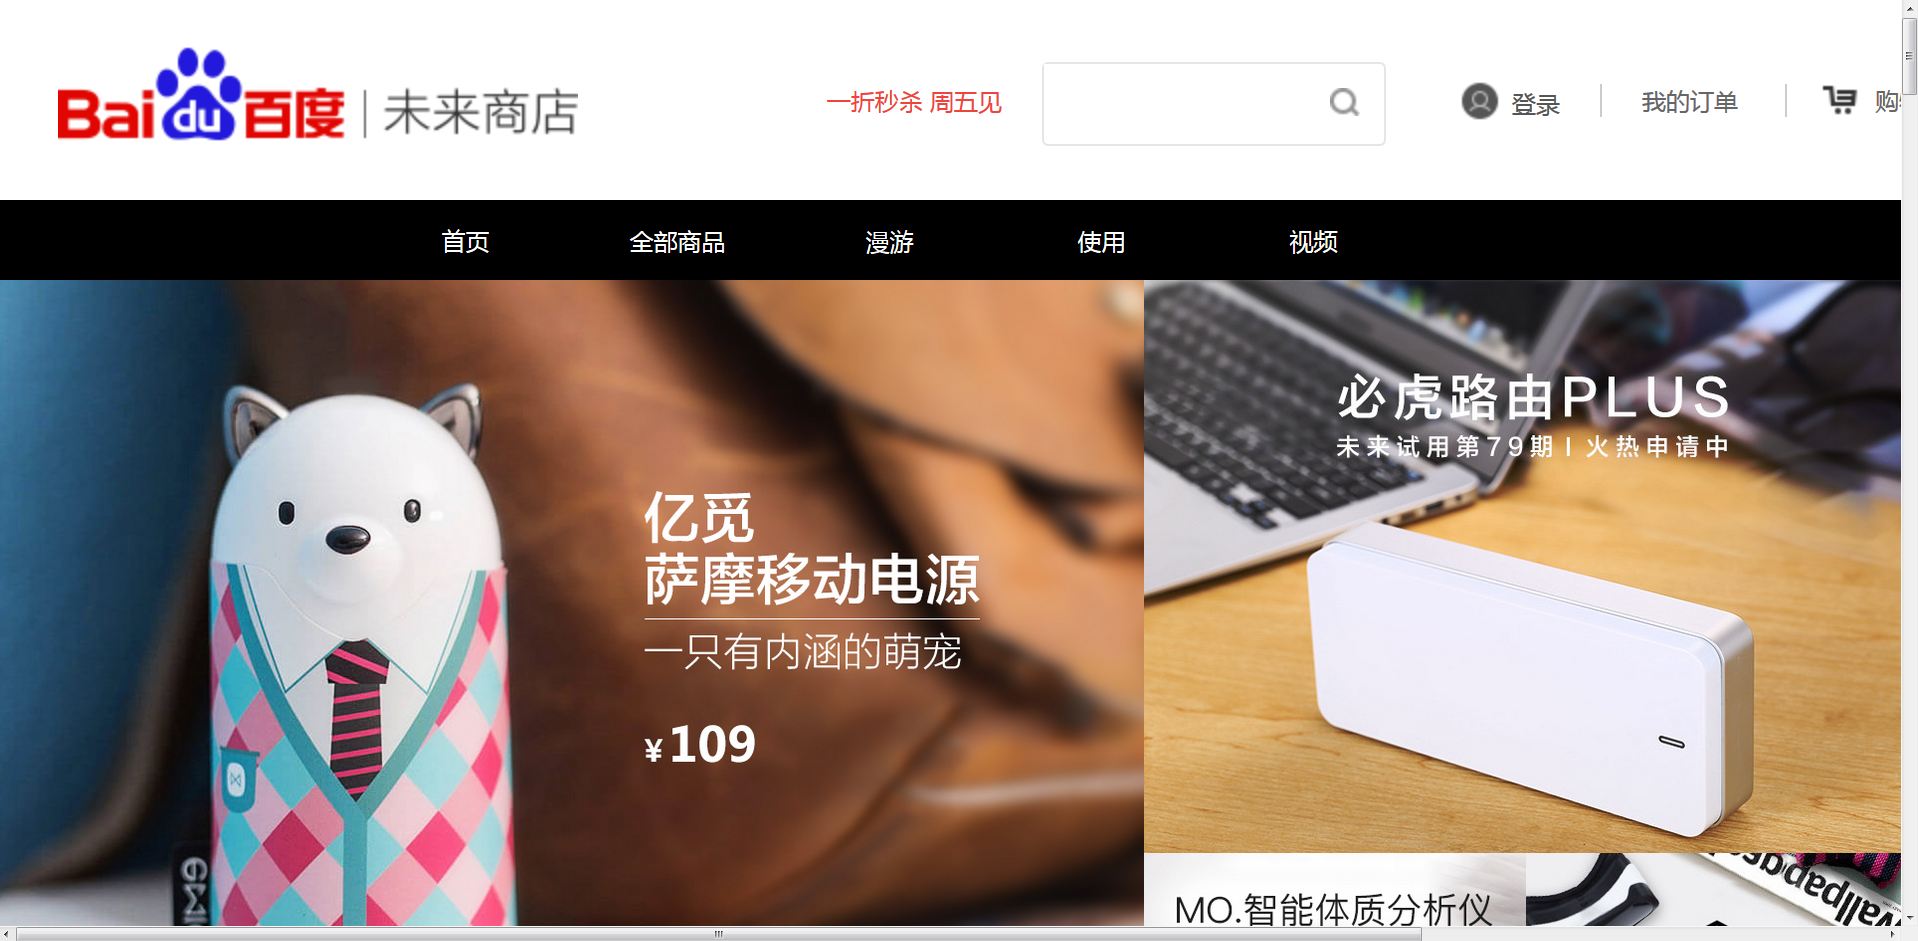 Bai du 百度 | 未来商店
一折秒杀 周五见
登录
我的订单
购
首页
全部商品
漫游
使用
视频
亿觅
萨摩移动电源
一只有内涵的萌宠
¥109
必虎路由PLUS
未来试用第79期 | 火热申请中
MO.智能体质分析仪
wallpaper